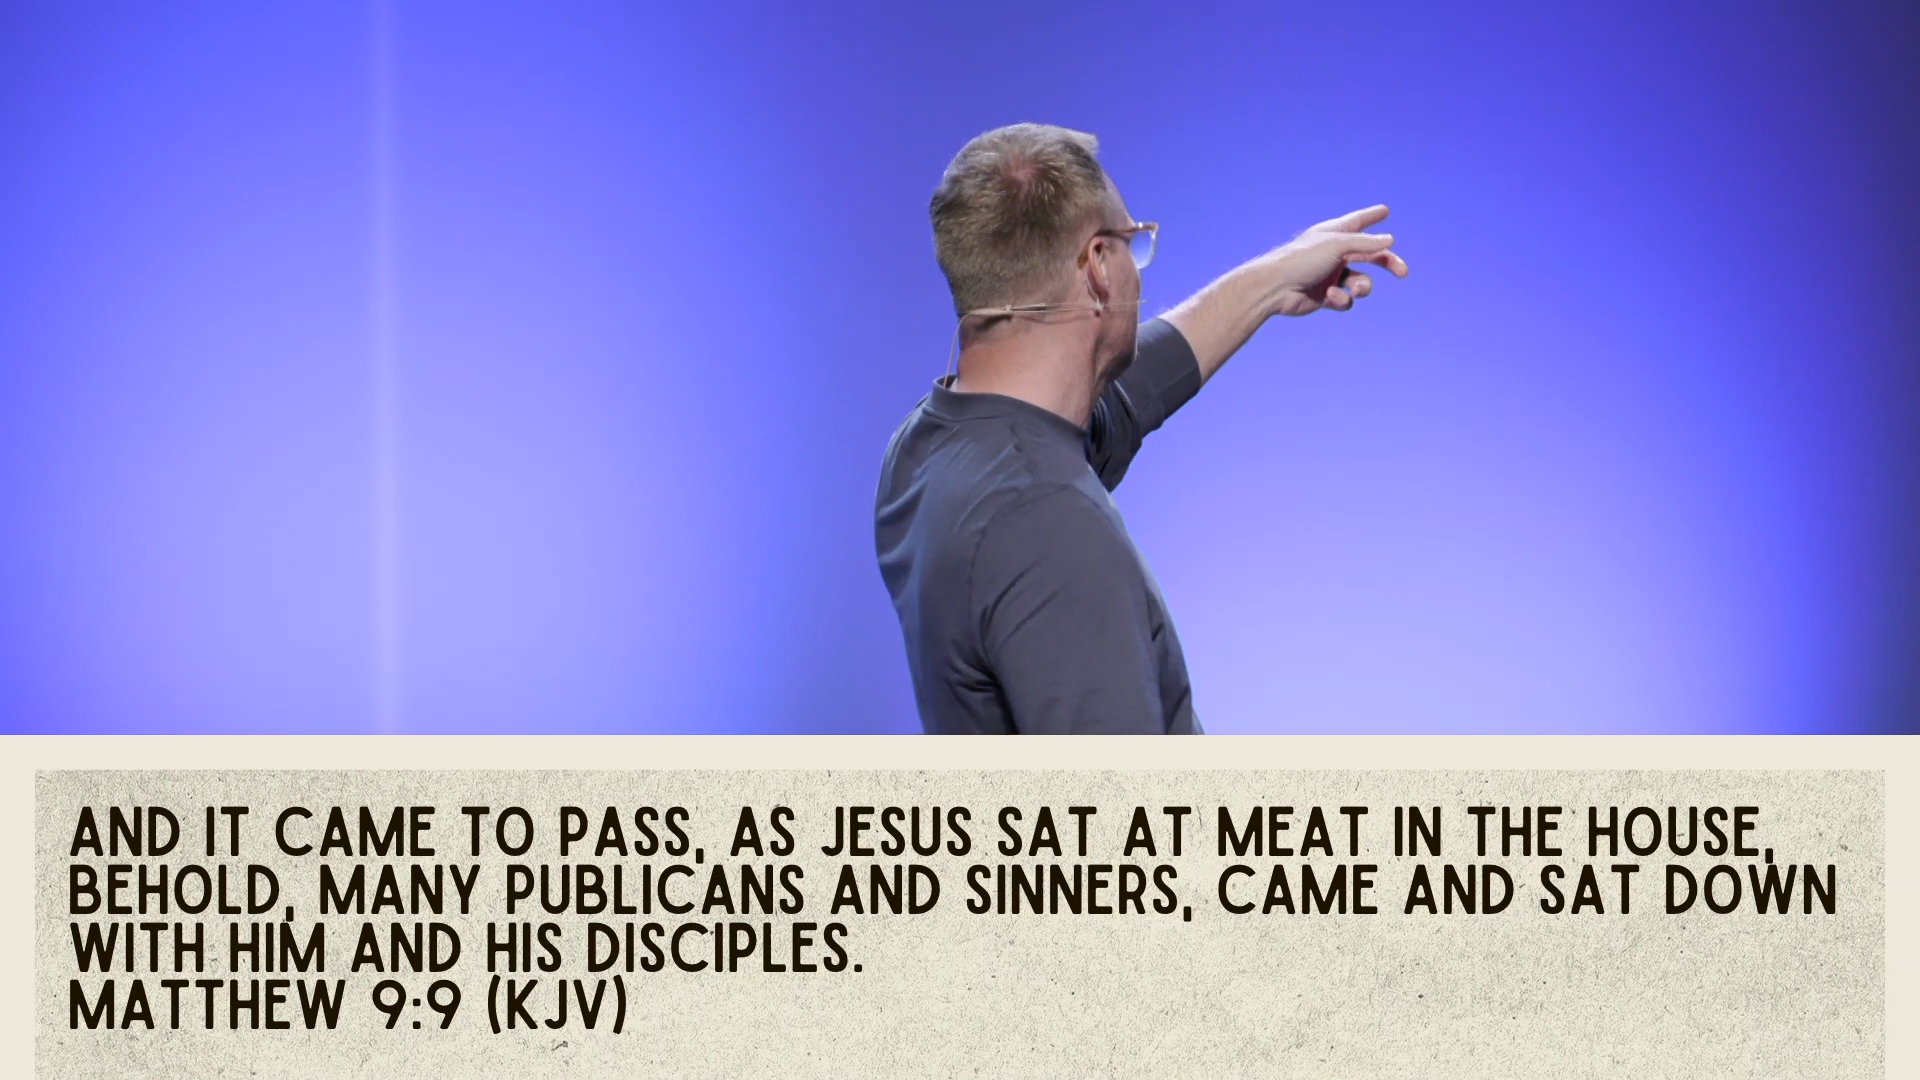 AND IT CAME TO PASS, AS JESUS SAT AT MEAT IN THE HOUSE,
BEHOLD, MANY PUBLICANS AND SINNERS, CAME AND SAT DOWN
WITH HIM AND HIS DISCIPLES.
MATTHEW 9:9 (KJV)